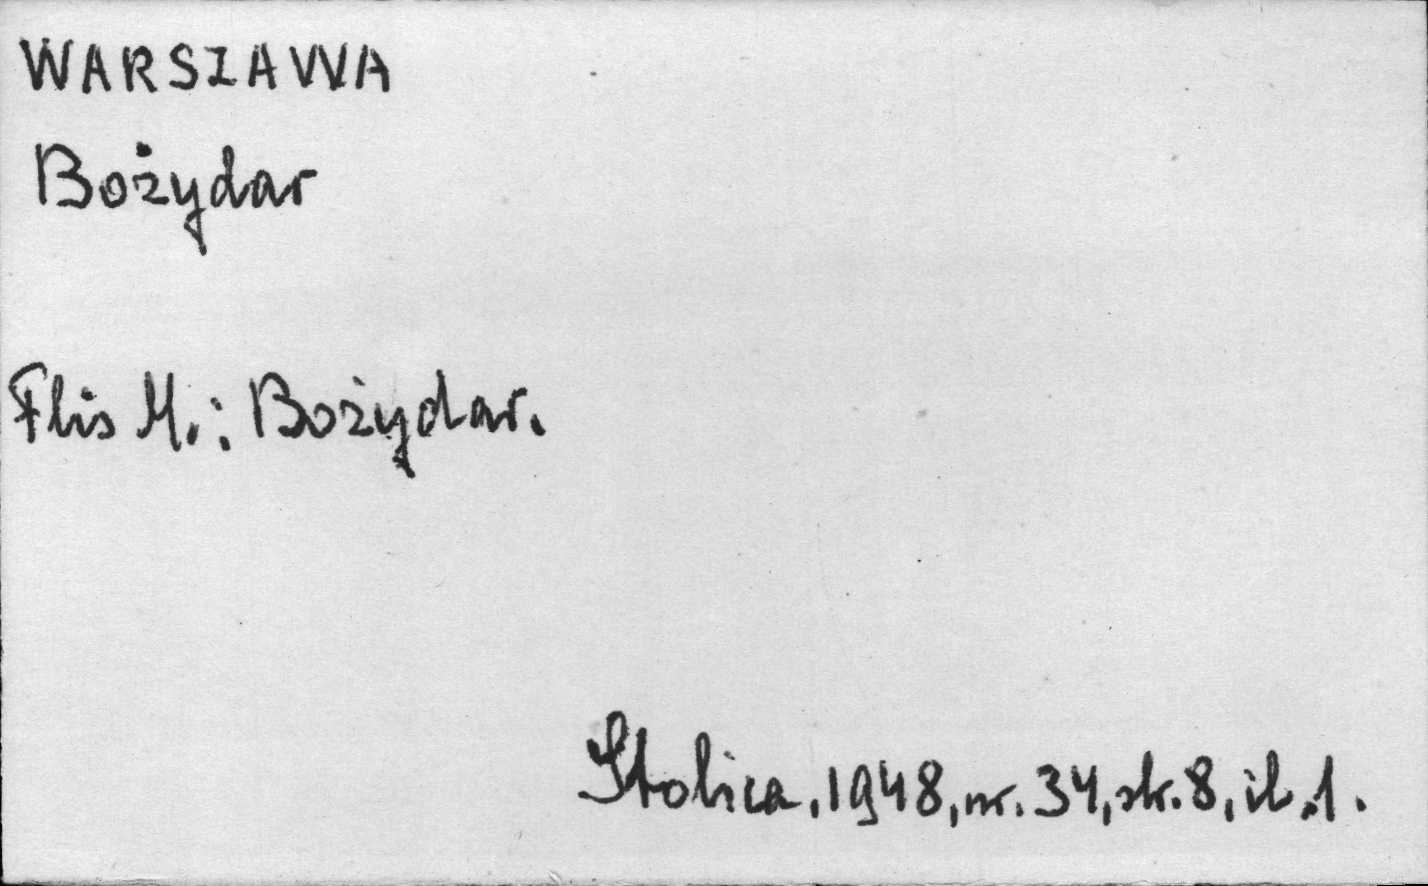 WARSZAWA
Bożydar
Flis M.: Bożydar.
Stolica, 1948, nr. 34, str. 8, il. 1.